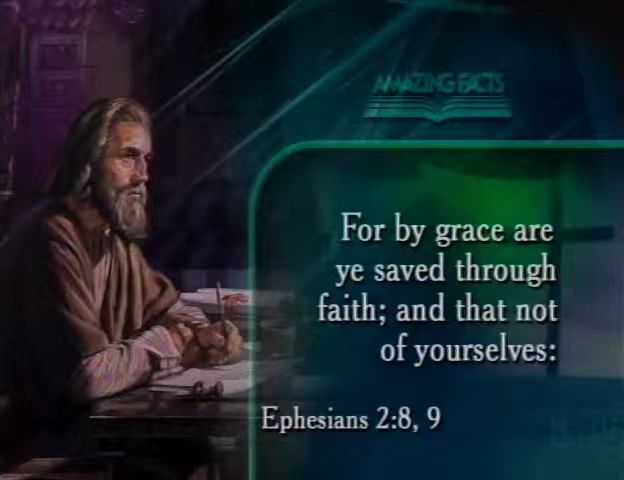 AMAZING FACTS
For by grace are
ye saved through
faith; and that not
of yourselves:
Ephesians 2:8, 9